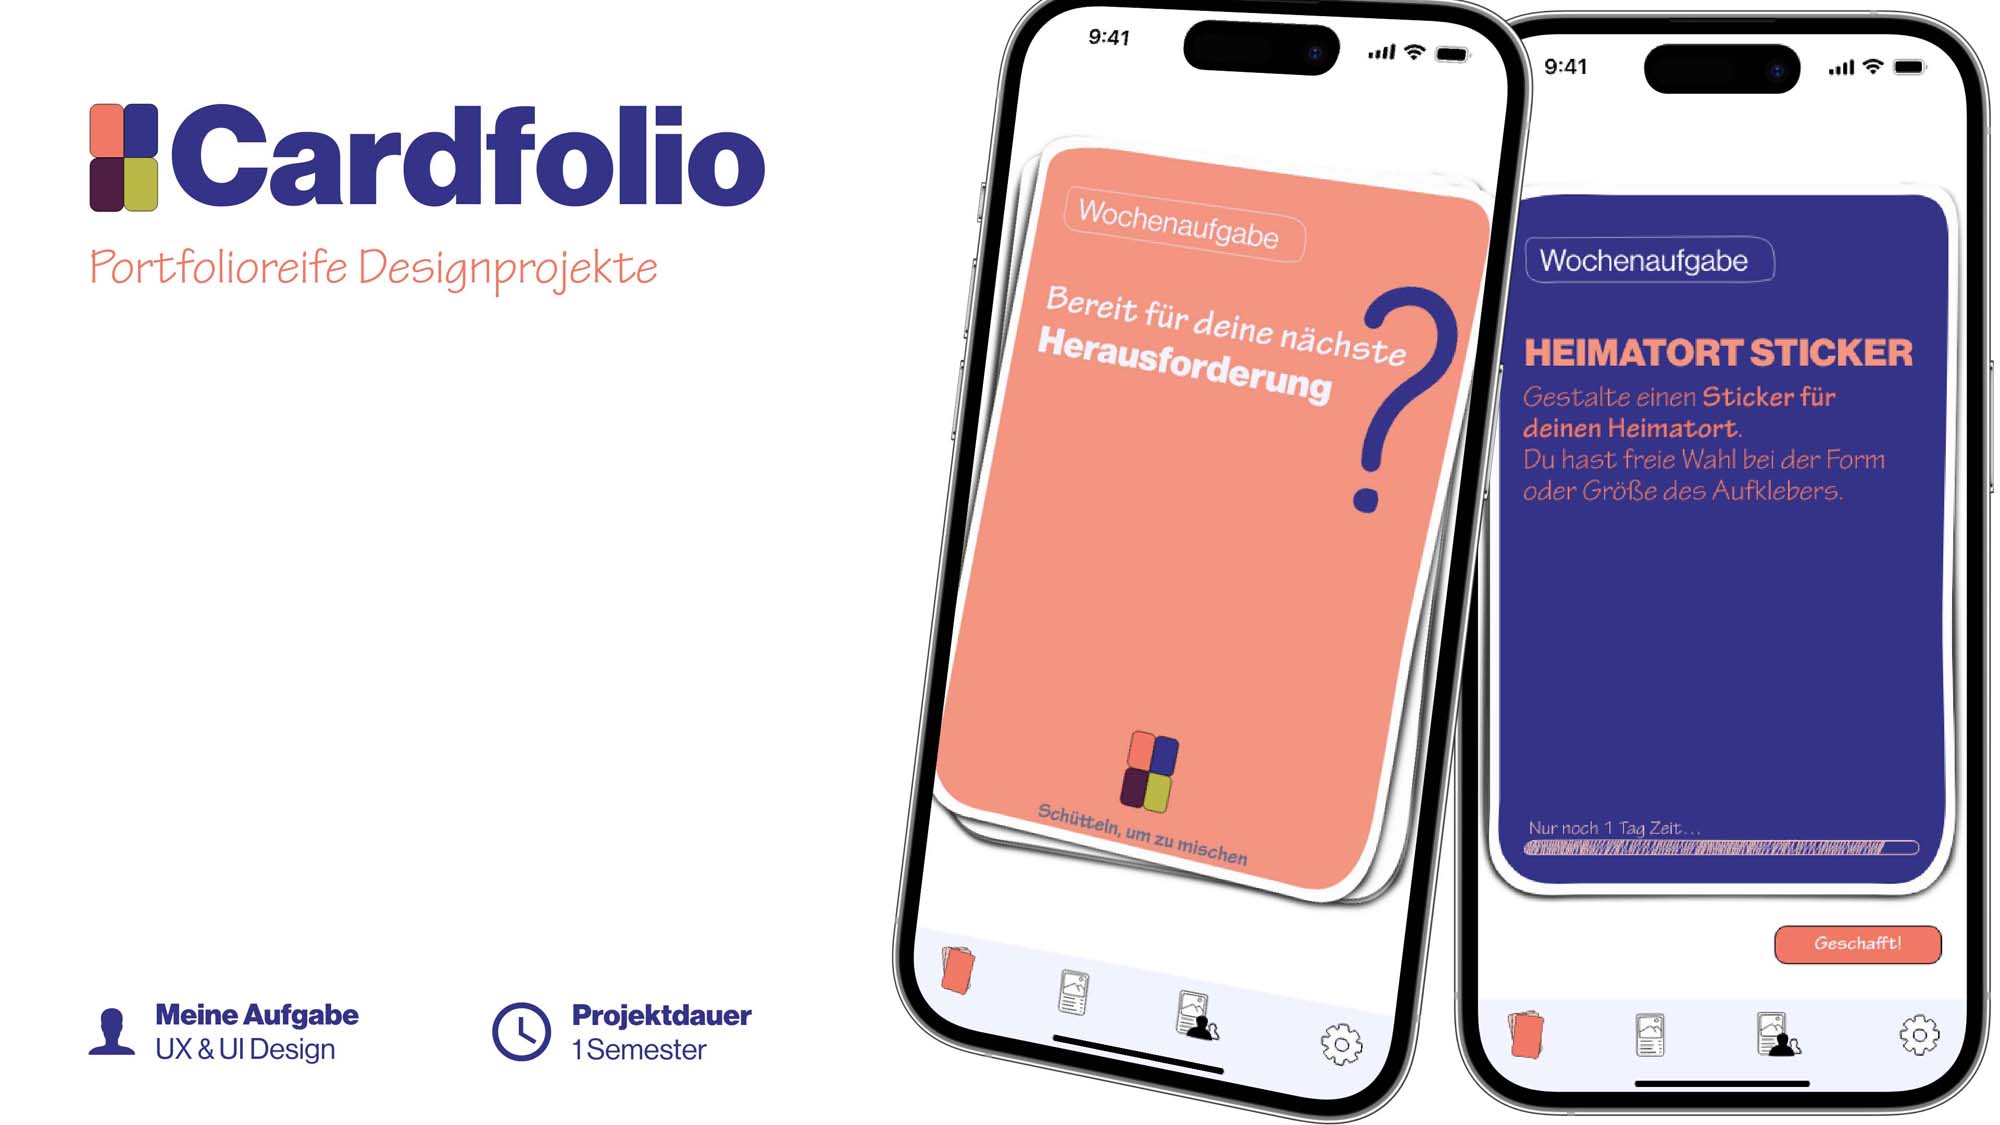 Cardfolio
Portfolioreife Designprojekte
Meine Aufgabe
UX & UI Design
Projektdauer
1 Semester
9:41
Wochenaufgabe
Bereit für deine nächste
Herausforderung
?
Schütteln, um zu mischen
9:41
Wochenaufgabe
HEIMATORT STICKER
Gestalte einen Sticker für
deinen Heimatort.
Du hast freie Wahl bei der Form
oder Größe des Aufklebers.
Nur noch 1 Tag Zeit...
Geschafft!